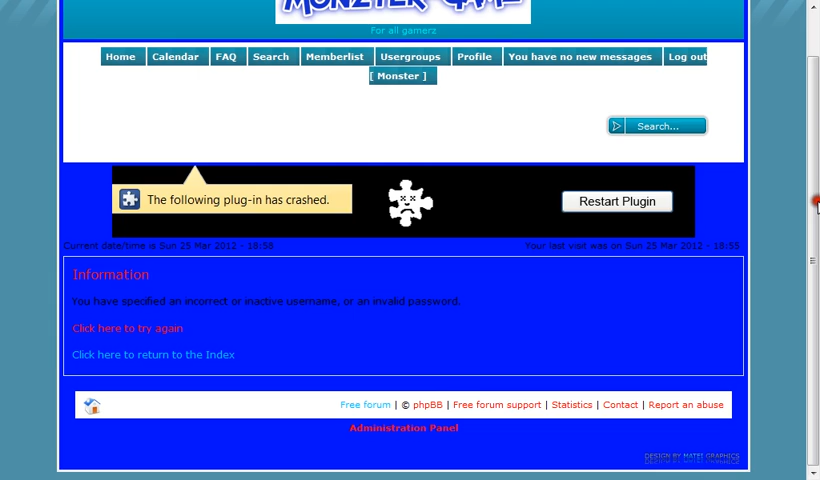 MONZTER GAME
For all gamerz
Home Calendar FAQ Search Memberlist Usergroups Profile You have no new messages Log out
[ Monster ]
Search...
The following plug-in has crashed.
Restart Plugin
Current date/time is Sun 25 Mar 2012 - 18:56
Your last visit was on Sun 25 Mar 2012 - 18:55
Information
You have specified an incorrect or inactive username, or an invalid password.
Click here to try again
Click here to return to the Index
Free forum | © phpBB | Free forum support | Statistics | Contact | Report an abuse
Administration Panel
DESIGN BY MATEI GRAPHICS